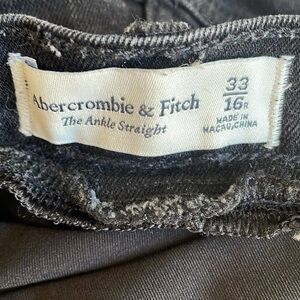 Abercrombie & Fitch
The Ankle Straight
33
16R
MADE IN
MACAU, CHINA